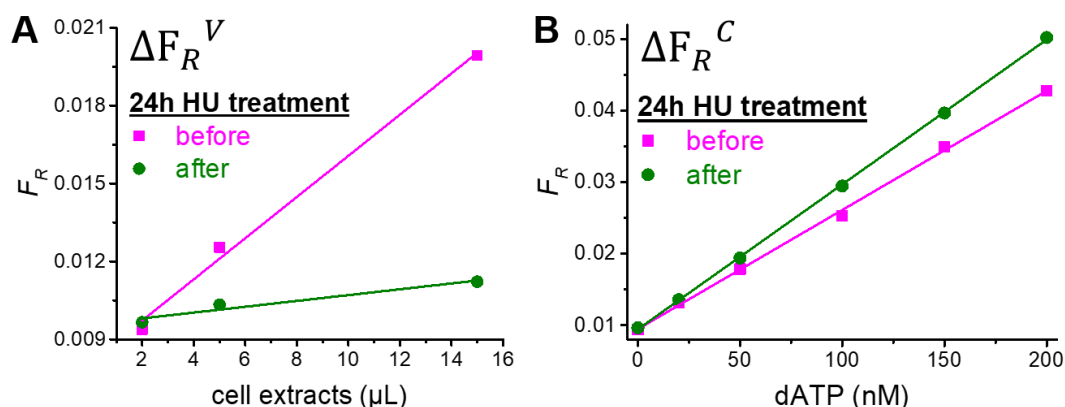 A
ΔF_R^V
24h HU treatment
before
after
F_R
0.021
0.018
0.015
0.012
0.009
2 4 6 8 10 12 14 16
cell extracts (µL)
B
ΔF_R^C
24h HU treatment
before
after
F_R
0.05
0.04
0.03
0.02
0.01
0 50 100 150 200
dATP (nM)